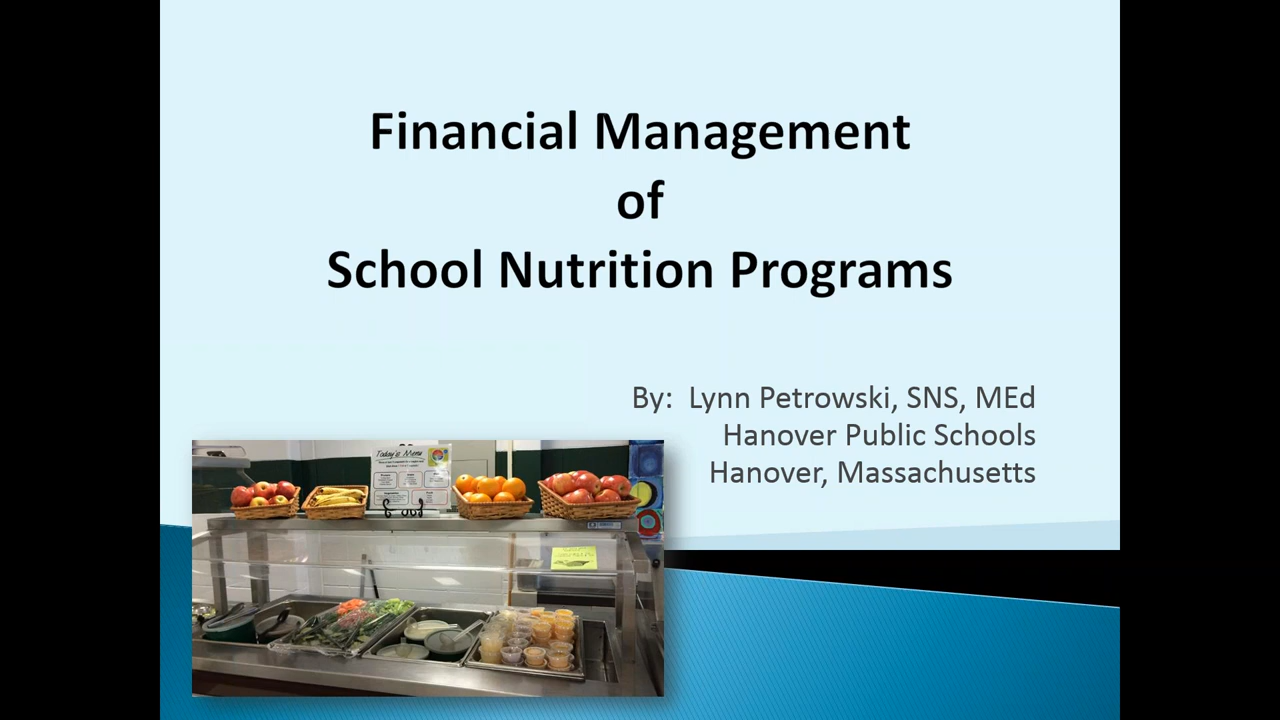 Financial Management
of
School Nutrition Programs
By: Lynn Petrowski, SNS, MEd
Hanover Public Schools
Hanover, Massachusetts
Today's Menu